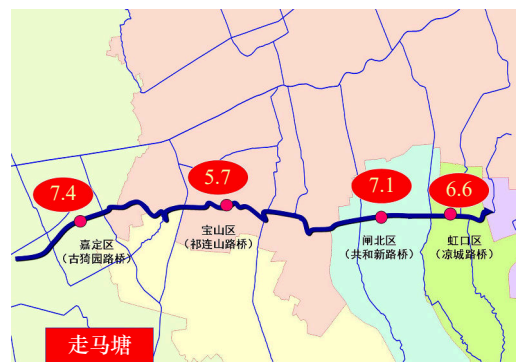 7.4
5.7
7.1
6.6
嘉定区
(古猗园路桥)
宝山区
(祁连山路桥)
闸北区
(共和新路桥)
虹口区
(凉城路桥)
走马塘